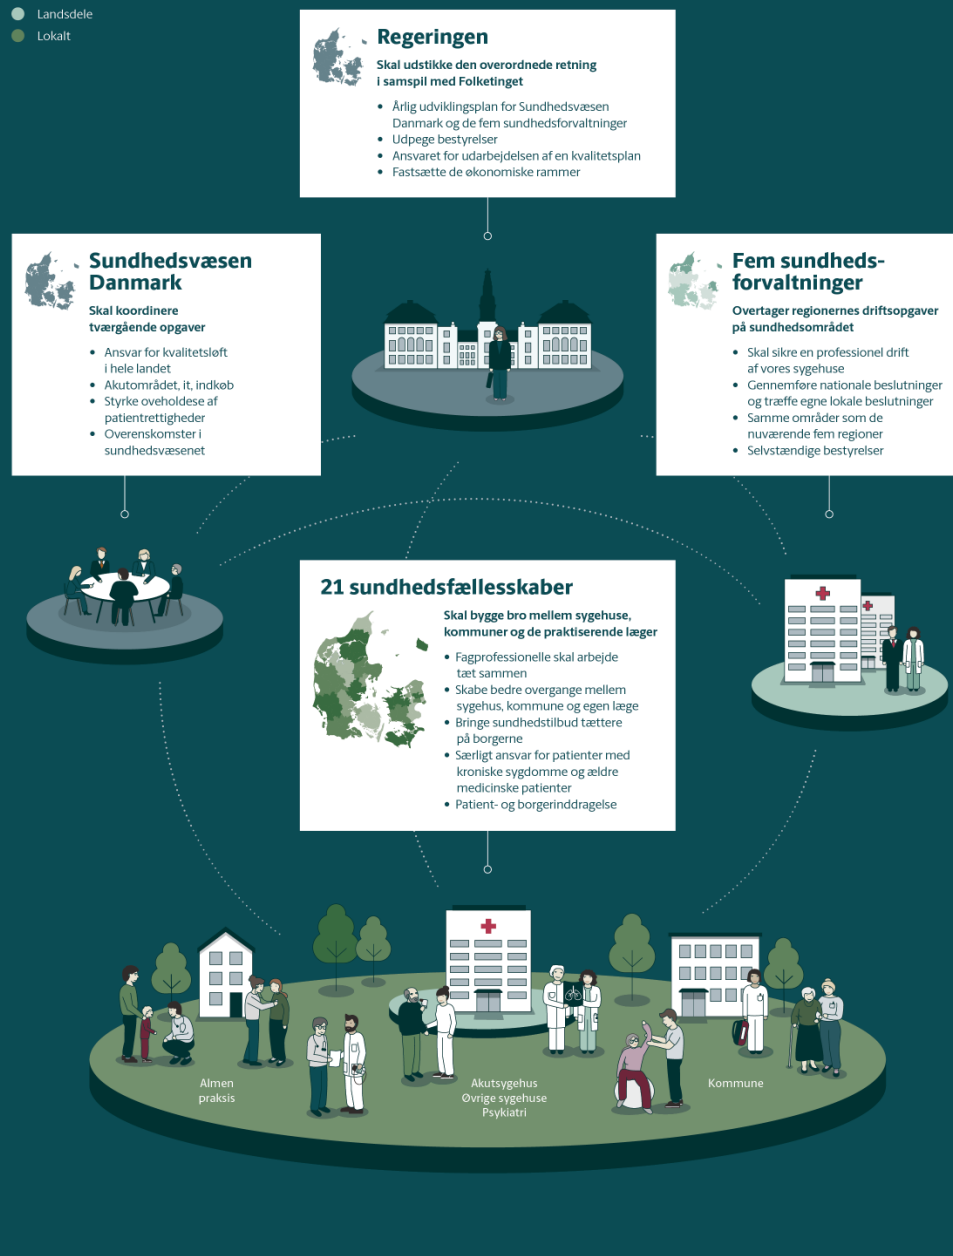 Landsdele
Lokalt
Regeringen
Skal udstikke den overordnede retning
i samspil med Folketinget
• Årlig udviklingsplan for Sundhedsvæsen
Danmark og de fem sundhedsforvaltninger
• Udpege bestyrelser
• Ansvaret for udarbejdelsen af en kvalitetsplan
• Fastsætte de økonomiske rammer
Sundhedsvæsen
Danmark
Skal koordinere
tværgående opgaver
• Ansvar for kvalitetsløft
i hele landet
• Akutområdet, it, indkøb
• Styrke oveholdese af
patientrettigheder
• Overenskomster i
sundhedsvæsenet
Fem sundheds-
forvaltninger
Overtager regionernes driftsopgaver
på sundhedsområdet
• Skal sikre en professionel drift
af vores sygehuse
• Gennemføre nationale beslutninger
og træffe egne lokale beslutninger
• Samme områder som de
nuværende fem regioner
• Selvstændige bestyrelser
21 sundhedsfællesskaber
Skal bygge bro mellem sygehuse,
kommuner og de praktiserende læger
• Fagprofessionelle skal arbejde
tæt sammen
• Skabe bedre overgange mellem
sygehus, kommune og egen læge
• Bringe sundhedstilbud tættere
på borgerne
• Særligt ansvar for patienter med
kroniske sygdomme og ældre
medicinske patienter
• Patient- og borgerinddragelse
Almen
praksis
Akutsygehus
Øvrige sygehuse
Psykiatri
Kommune